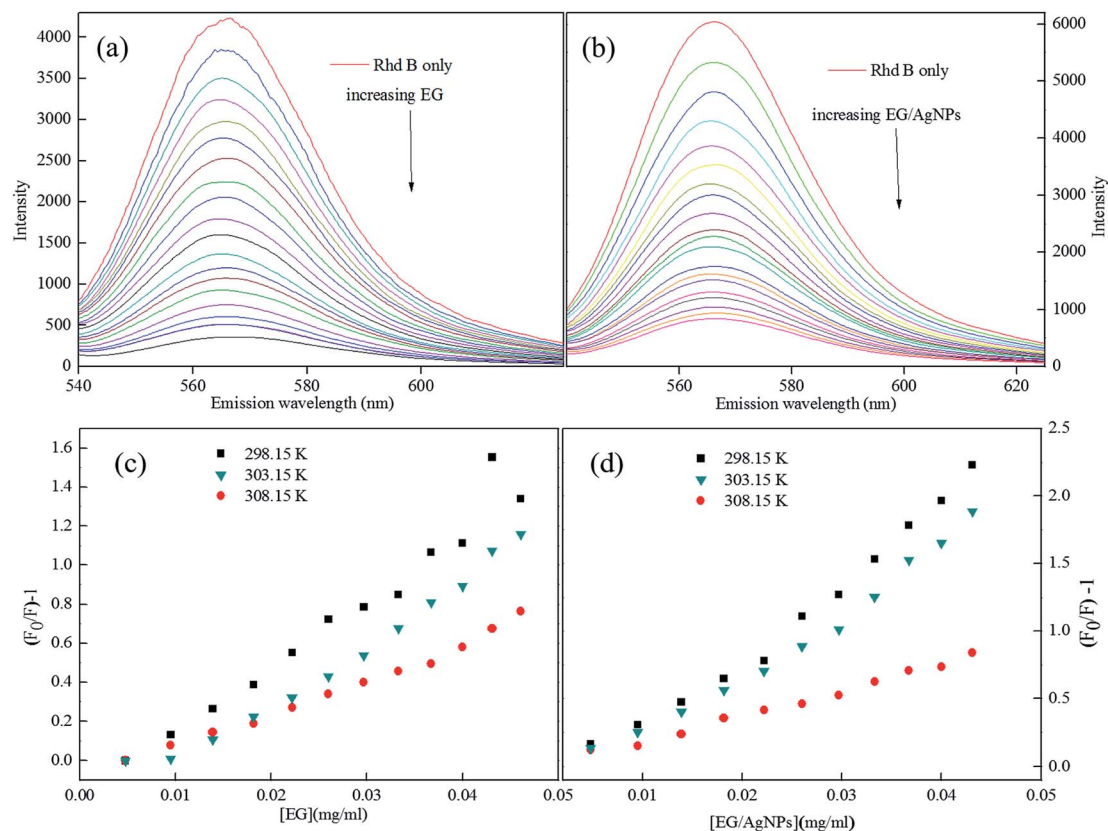 (a)
Rhd B only
increasing EG
Intensity
4000
3500
3000
2500
2000
1500
1000
500
0
540
560
580
600
Emission wavelength (nm)
(b)
Rhd B only
increasing EG/AgNPs
6000
5000
4000
3000
2000
1000
0
Intensity
560
580
600
620
Emission wavelength (nm)
(c)
298.15 K
303.15 K
308.15 K
(F0/F)-1
1.6
1.4
1.2
1.0
0.8
0.6
0.4
0.2
0.0
0.00
0.01
0.02
0.03
0.04
0.05
[EG](mg/ml)
(d)
298.15 K
303.15 K
308.15 K
2.5
2.0
1.5
1.0
0.5
0.0
(F0/F) -1
0.01
0.02
0.03
0.04
0.05
[EG/AgNPs](mg/ml)